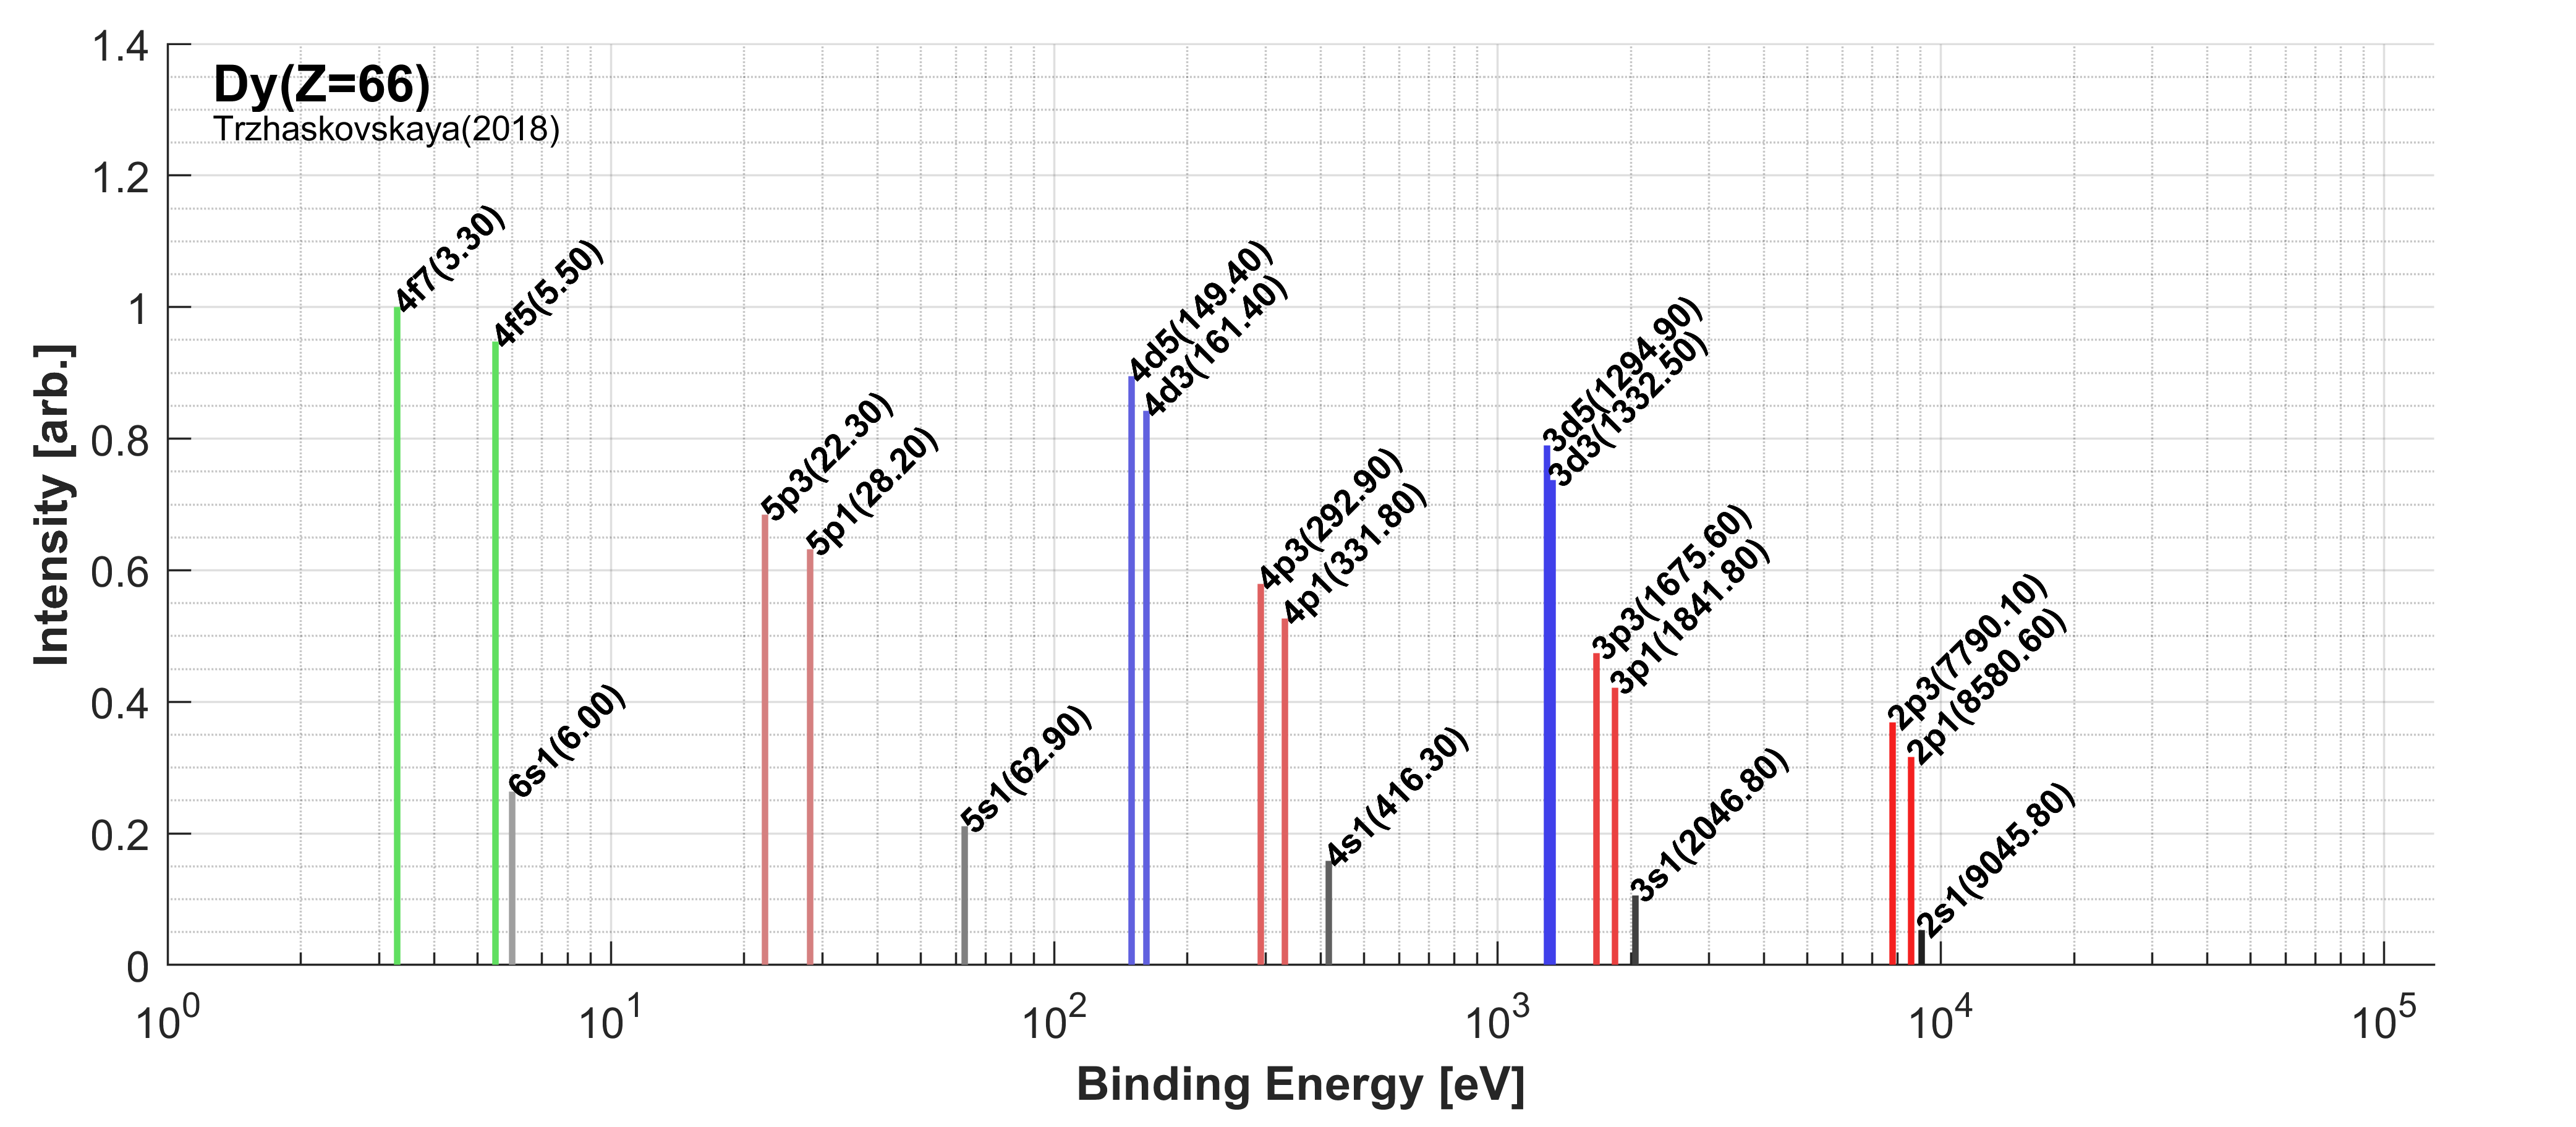 Dy(Z=66)
Trzhaskovskaya(2018)
Intensity [arb.]
1.4
1.2
1
0.8
0.6
0.4
0.2
0
4f7(3.30)
4f5(5.50)
6s1(6.00)
5p3(22.30)
5p1(28.20)
5s1(62.90)
4d5(149.40)
4d3(161.40)
4p3(292.90)
4p1(331.80)
4s1(416.30)
3d5(1294.90)
3d3(1332.50)
3p3(1675.60)
3p1(1841.80)
3s1(2046.80)
2p3(7790.10)
2p1(8580.60)
2s1(9045.80)
10^0 10^1 10^2 10^3 10^4 10^5
Binding Energy [eV]